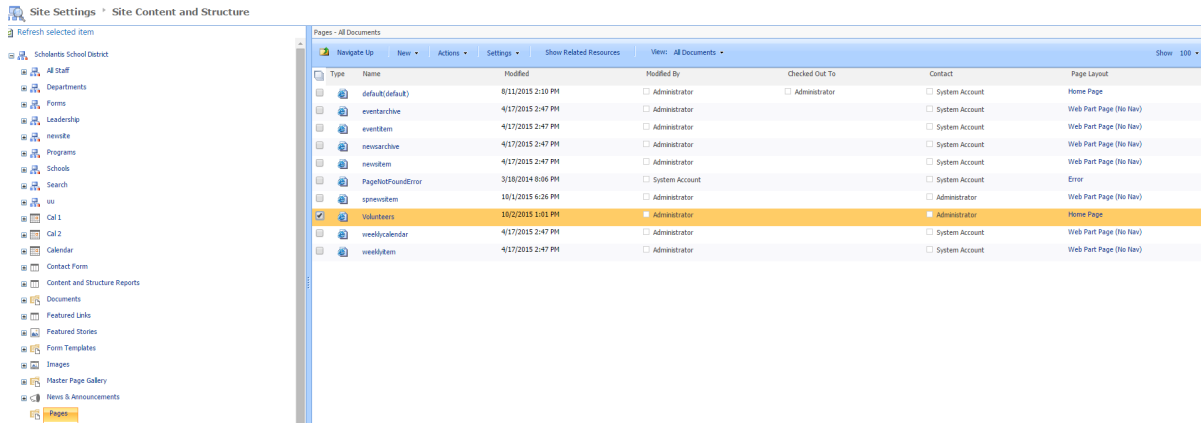 Site Settings › Site Content and Structure
Refresh selected item
Scholantis School District
All Staff
Departments
Forms
Leadership
newsite
Programs
Schools
Search
uu
Cal 1
Cal 2
Calendar
Contact Form
Content and Structure Reports
Documents
Featured Links
Featured Stories
Form Templates
Images
Master Page Gallery
News & Announcements
Pages
Pages - All Documents
Navigate Up New Actions Settings Show Related Resources View: All Documents Show 100
Type Name Modified Modified By Checked Out To Contact Page Layout
default(default) 8/11/2015 2:10 PM Administrator Administrator System Account Home Page
eventarchive 4/17/2015 2:47 PM Administrator System Account Web Part Page (No Nav)
eventitem 4/17/2015 2:47 PM Administrator System Account Web Part Page (No Nav)
newsarchive 4/17/2015 2:47 PM Administrator System Account Web Part Page (No Nav)
newsitem 4/17/2015 2:47 PM Administrator System Account Web Part Page (No Nav)
PageNotFoundError 3/18/2014 8:06 PM System Account System Account Error
spnewsitem 10/1/2015 6:26 PM Administrator Administrator Web Part Page (No Nav)
Volunteers 10/2/2015 1:01 PM Administrator Administrator Home Page
weeklycalendar 4/17/2015 2:47 PM Administrator System Account Web Part Page (No Nav)
weeklyitem 4/17/2015 2:47 PM Administrator System Account Web Part Page (No Nav)